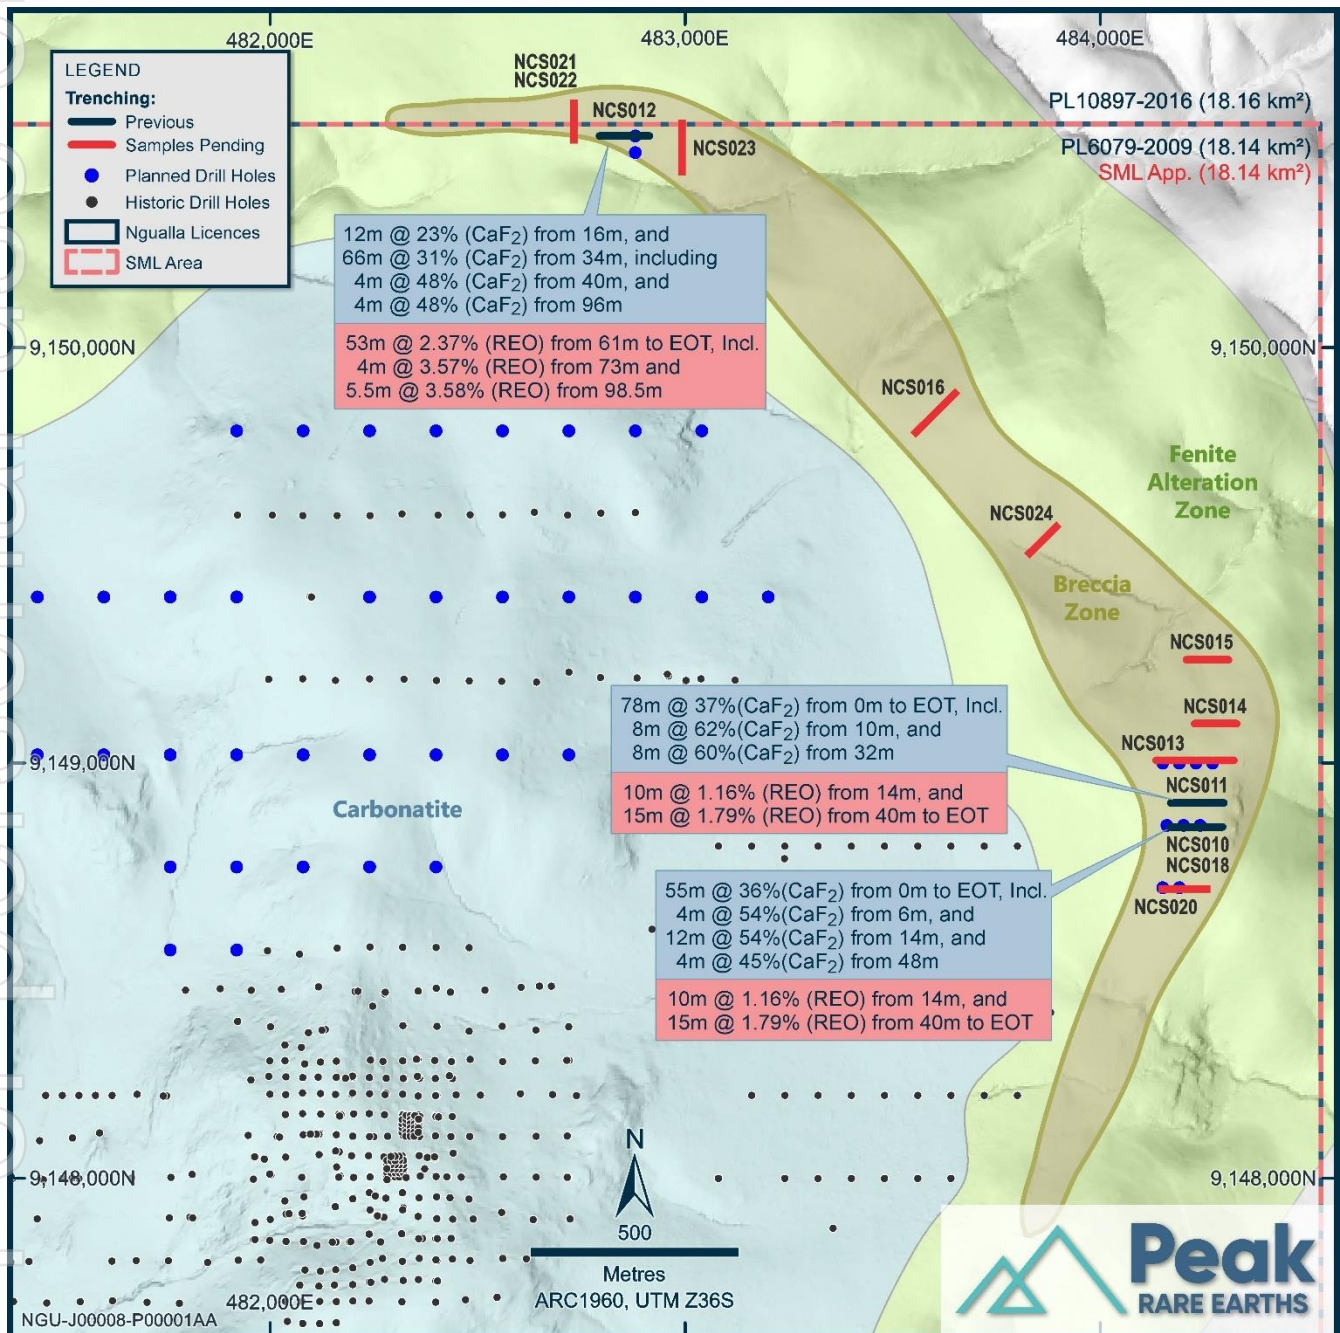 482,000E
483,000E
484,000E
LEGEND
Trenching:
Previous
Samples Pending
Planned Drill Holes
Historic Drill Holes
Ngualla Licences
SML Area
NCS021
NCS022
NCS012
NCS023
PL10897-2016 (18.16 km²)
PL6079-2009 (18.14 km²)
SML App. (18.14 km²)
12m @ 23% (CaF₂) from 16m, and
66m @ 31% (CaF₂) from 34m, including
4m @ 48% (CaF₂) from 40m, and
4m @ 48% (CaF₂) from 96m
53m @ 2.37% (REO) from 61m to EOT, Incl.
4m @ 3.57% (REO) from 73m and
5.5m @ 3.58% (REO) from 98.5m
9,150,000N
9,150,000N
NCS016
Fenite
Alteration
Zone
NCS024
Breccia
Zone
NCS015
NCS014
NCS013
NCS011
78m @ 37%(CaF₂) from 0m to EOT, Incl.
8m @ 62%(CaF₂) from 10m, and
8m @ 60%(CaF₂) from 32m
10m @ 1.16% (REO) from 14m, and
15m @ 1.79% (REO) from 40m to EOT
9,149,000N
Carbonatite
NCS010
NCS018
NCS020
55m @ 36%(CaF₂) from 0m to EOT, Incl.
4m @ 54%(CaF₂) from 6m, and
12m @ 54%(CaF₂) from 14m, and
4m @ 45%(CaF₂) from 48m
10m @ 1.16% (REO) from 14m, and
15m @ 1.79% (REO) from 40m to EOT
9,148,000N
9,148,000N
N
500
Metres
ARC1960, UTM Z36S
482,000E
NGU-J00008-P00001AA
Peak
RARE EARTHS